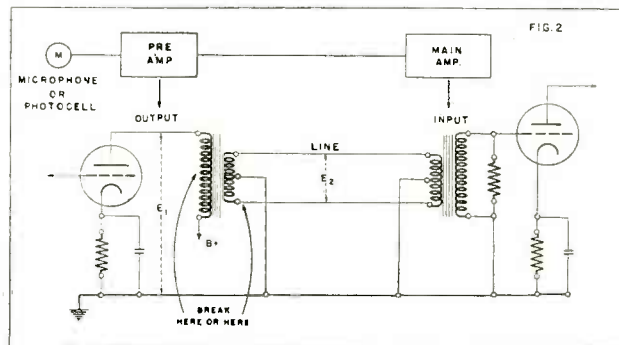 FIG. 2
M
MICROPHONE
OR
PHOTOCELL
PRE
AMP
MAIN
AMP.
OUTPUT
INPUT
LINE
E1
E2
B+
BREAK
HERE OR HERE